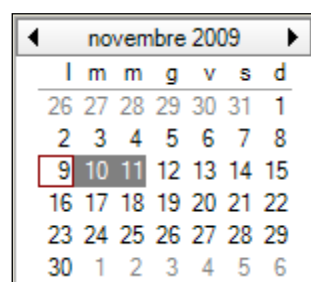 novembre 2009
l m m g v s d
26 27 28 29 30 31 1
2 3 4 5 6 7 8
9 10 11 12 13 14 15
16 17 18 19 20 21 22
23 24 25 26 27 28 29
30 1 2 3 4 5 6